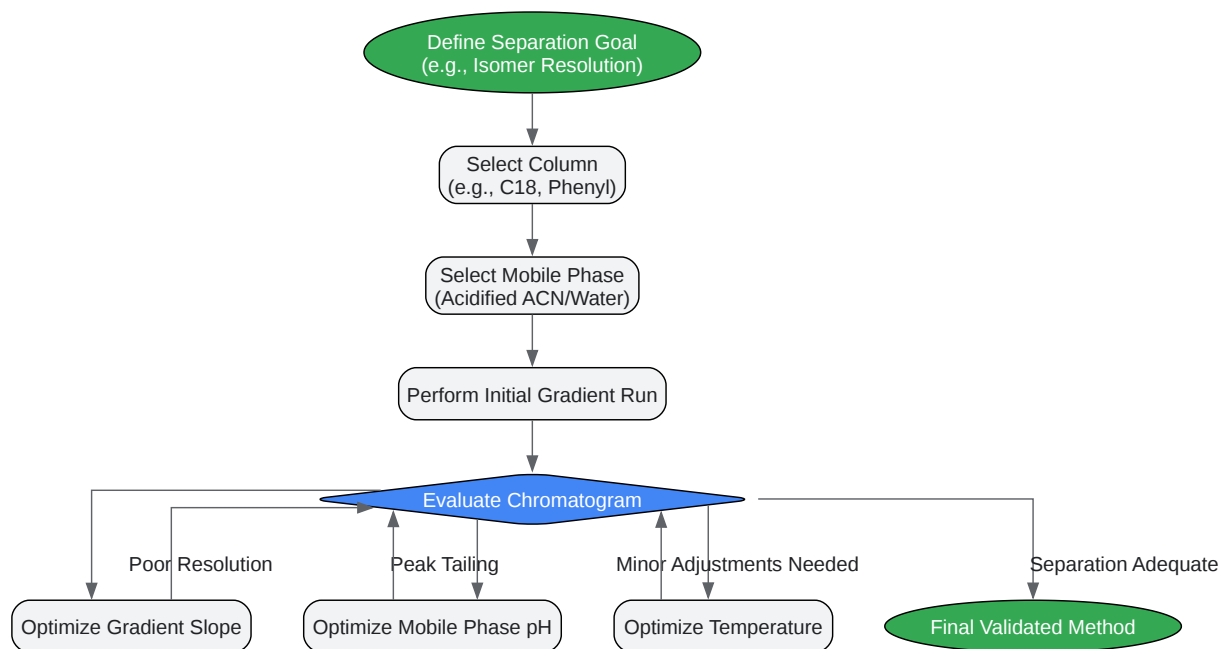 Define Separation Goal
(e.g., Isomer Resolution)
Select Column
(e.g., C18, Phenyl)
Select Mobile Phase
(Acidified ACN/Water)
Perform Initial Gradient Run
Evaluate Chromatogram
Poor Resolution
Peak Tailing
Minor Adjustments Needed
Separation Adequate
Optimize Gradient Slope
Optimize Mobile Phase pH
Optimize Temperature
Final Validated Method